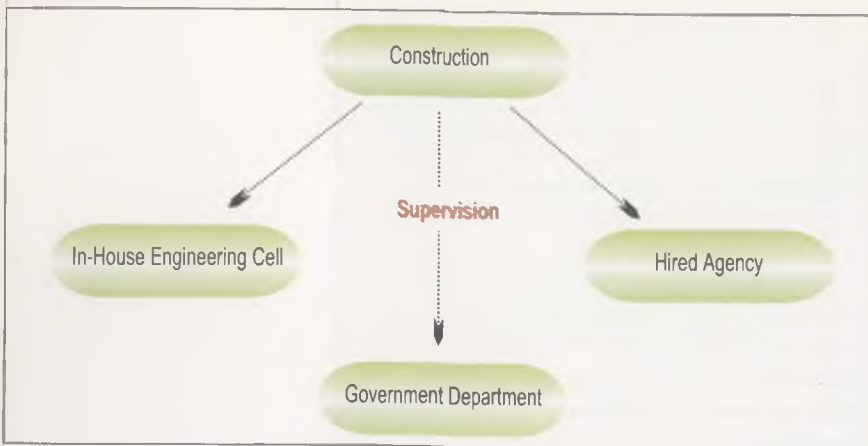 Construction
Supervision
In-House Engineering Cell
Hired Agency
Government Department